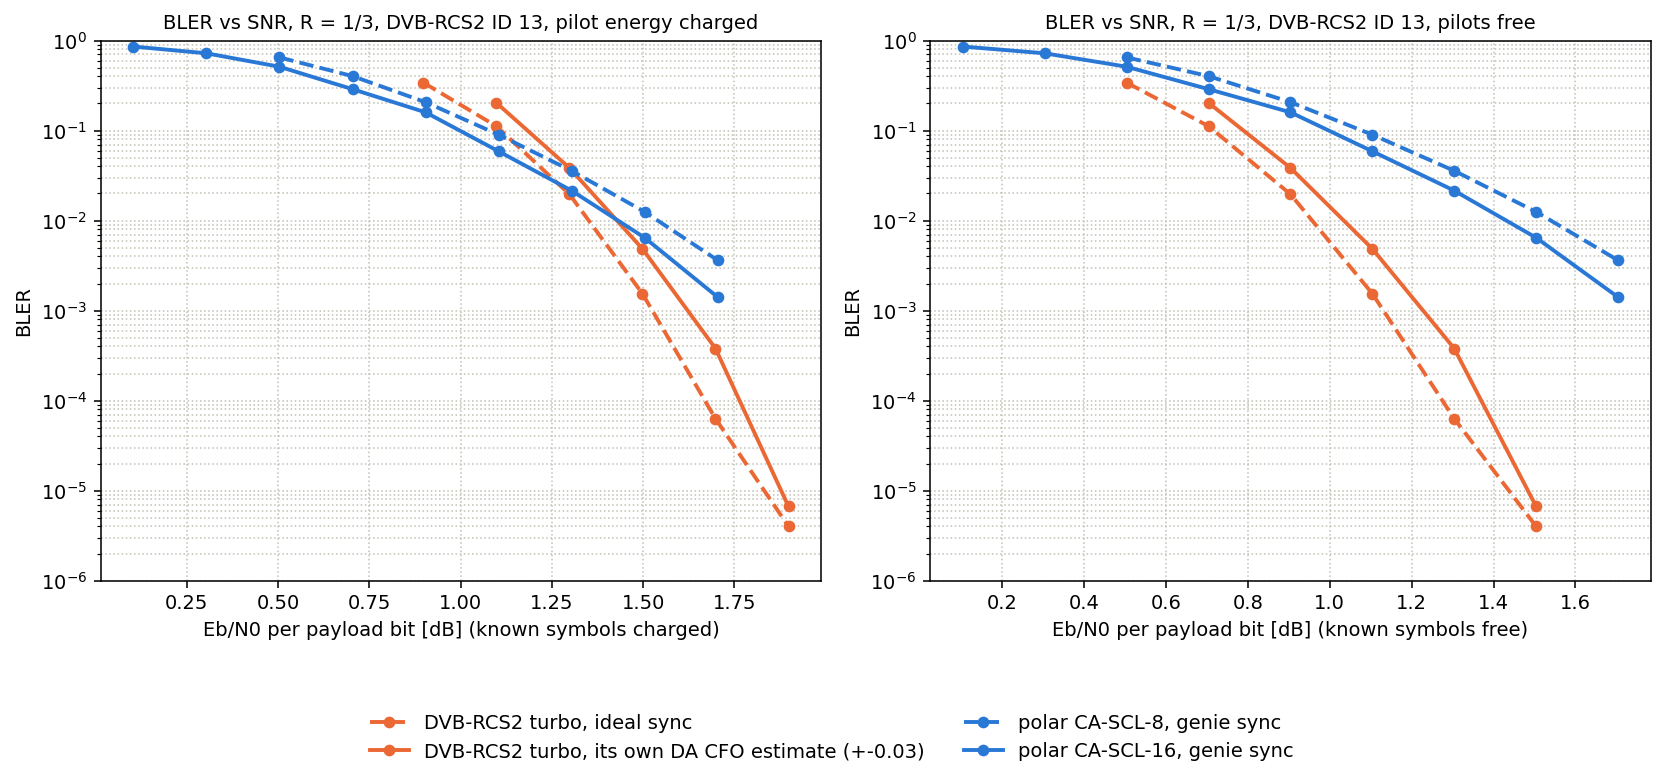 BLER vs SNR, R = 1/3, DVB-RCS2 ID 13, pilot energy charged
10⁰
10⁻¹
10⁻²
10⁻³
10⁻⁴
10⁻⁵
10⁻⁶
BLER
0.25 0.50 0.75 1.00 1.25 1.50 1.75
Eb/N0 per payload bit [dB] (known symbols charged)
BLER vs SNR, R = 1/3, DVB-RCS2 ID 13, pilots free
10⁰
10⁻¹
10⁻²
10⁻³
10⁻⁴
10⁻⁵
10⁻⁶
BLER
0.2 0.4 0.6 0.8 1.0 1.2 1.4 1.6
Eb/N0 per payload bit [dB] (known symbols free)
DVB-RCS2 turbo, ideal sync
DVB-RCS2 turbo, its own DA CFO estimate (+-0.03)
polar CA-SCL-8, genie sync
polar CA-SCL-16, genie sync